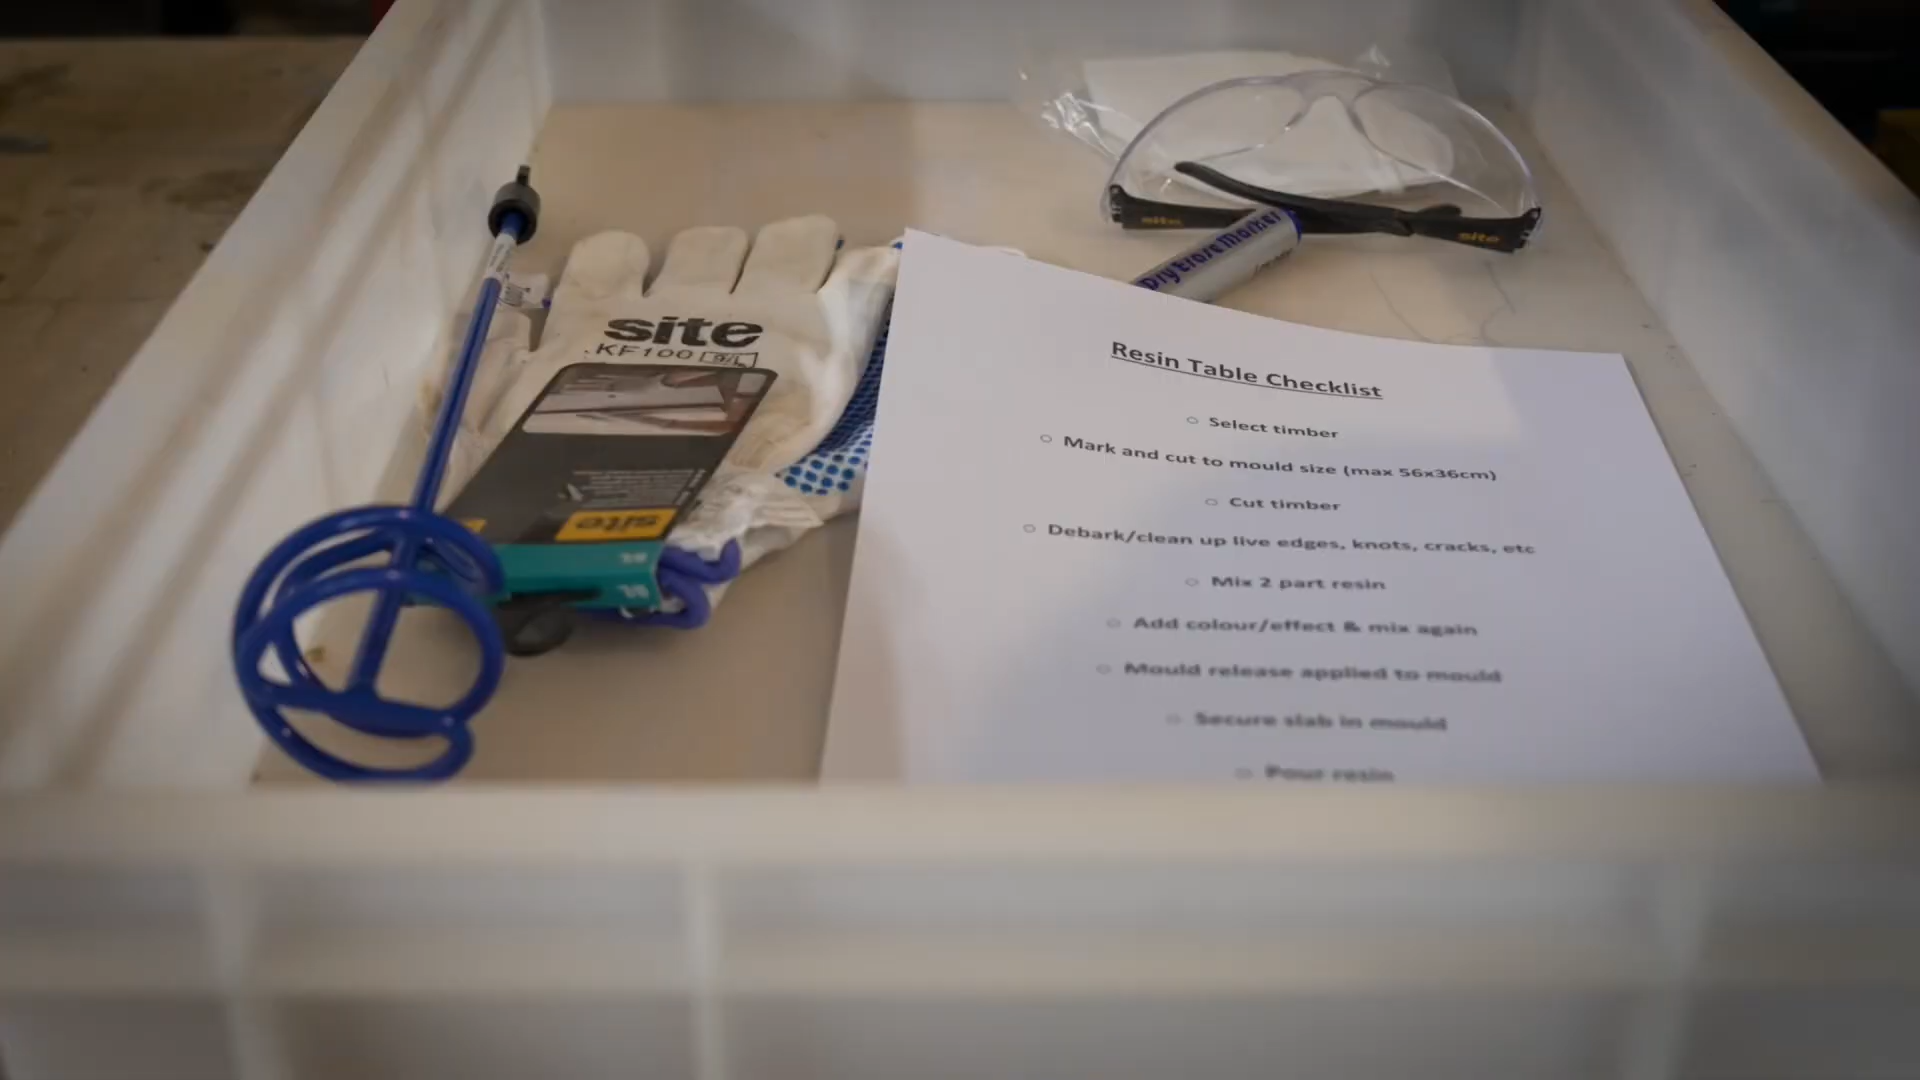 site
KF100 9/L
site
site
site
Dry Erase Marker
Resin Table Checklist
○ Select timber
○ Mark and cut to mould size (max 56x36cm)
○ Cut timber
○ Debark/clean up live edges, knots, cracks, etc
○ Mix 2 part resin
○ Add colour/effect & mix again
○ Mould release applied to mould
○ Secure slab in mould
○ Pour resin